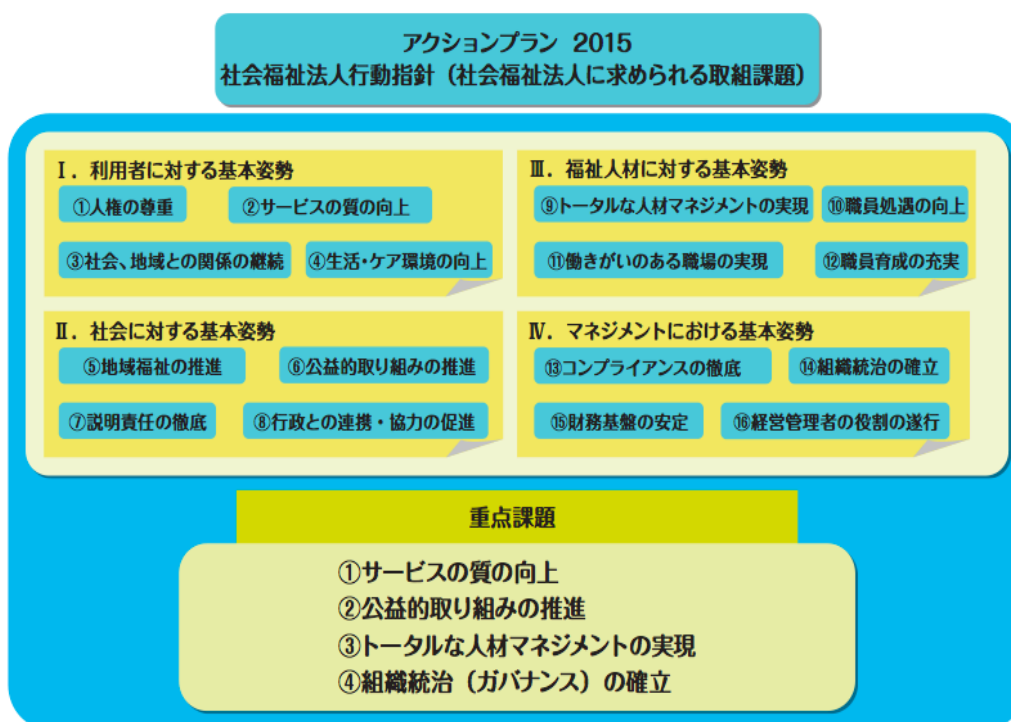 アクションプラン 2015
社会福祉法人行動指針（社会福祉法人に求められる取組課題）
Ⅰ．利用者に対する基本姿勢
①人権の尊重
②サービスの質の向上
③社会、地域との関係の継続
④生活・ケア環境の向上
Ⅱ．社会に対する基本姿勢
⑤地域福祉の推進
⑥公益的取り組みの推進
⑦説明責任の徹底
⑧行政との連携・協力の促進
Ⅲ．福祉人材に対する基本姿勢
⑨トータルな人材マネジメントの実現
⑩職員処遇の向上
⑪働きがいのある職場の実現
⑫職員育成の充実
Ⅳ．マネジメントにおける基本姿勢
⑬コンプライアンスの徹底
⑭組織統治の確立
⑮財務基盤の安定
⑯経営管理者の役割の遂行
重点課題
①サービスの質の向上
②公益的取り組みの推進
③トータルな人材マネジメントの実現
④組織統治（ガバナンス）の確立